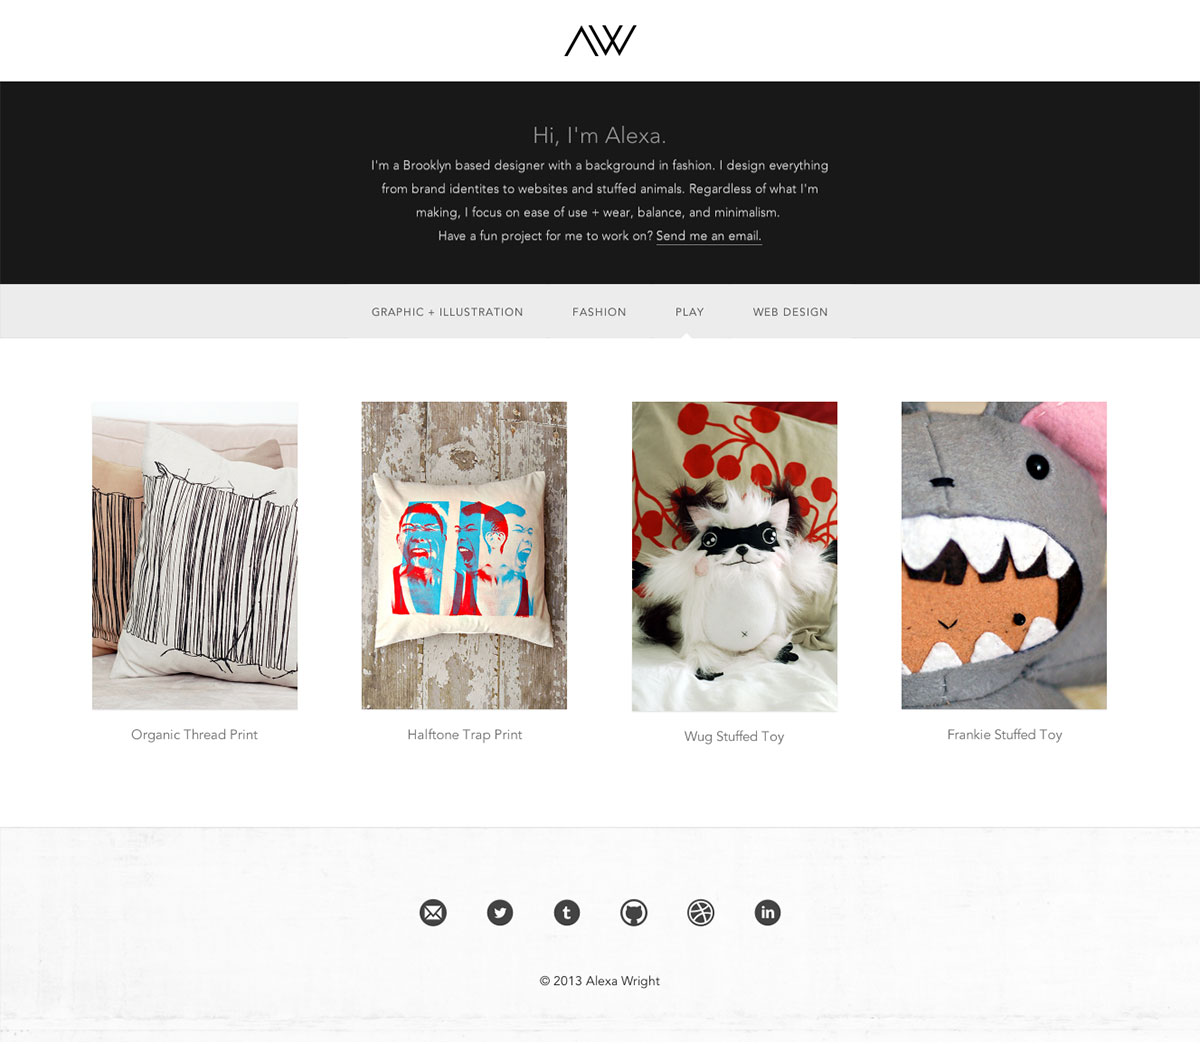 AW
Hi, I'm Alexa.
I'm a Brooklyn based designer with a background in fashion. I design everything
from brand identites to websites and stuffed animals. Regardless of what I'm
making, I focus on ease of use + wear, balance, and minimalism.
Have a fun project for me to work on? Send me an email.
GRAPHIC + ILLUSTRATION FASHION PLAY WEB DESIGN
Organic Thread Print Halftone Trap Print Wug Stuffed Toy Frankie Stuffed Toy
t in
© 2013 Alexa Wright